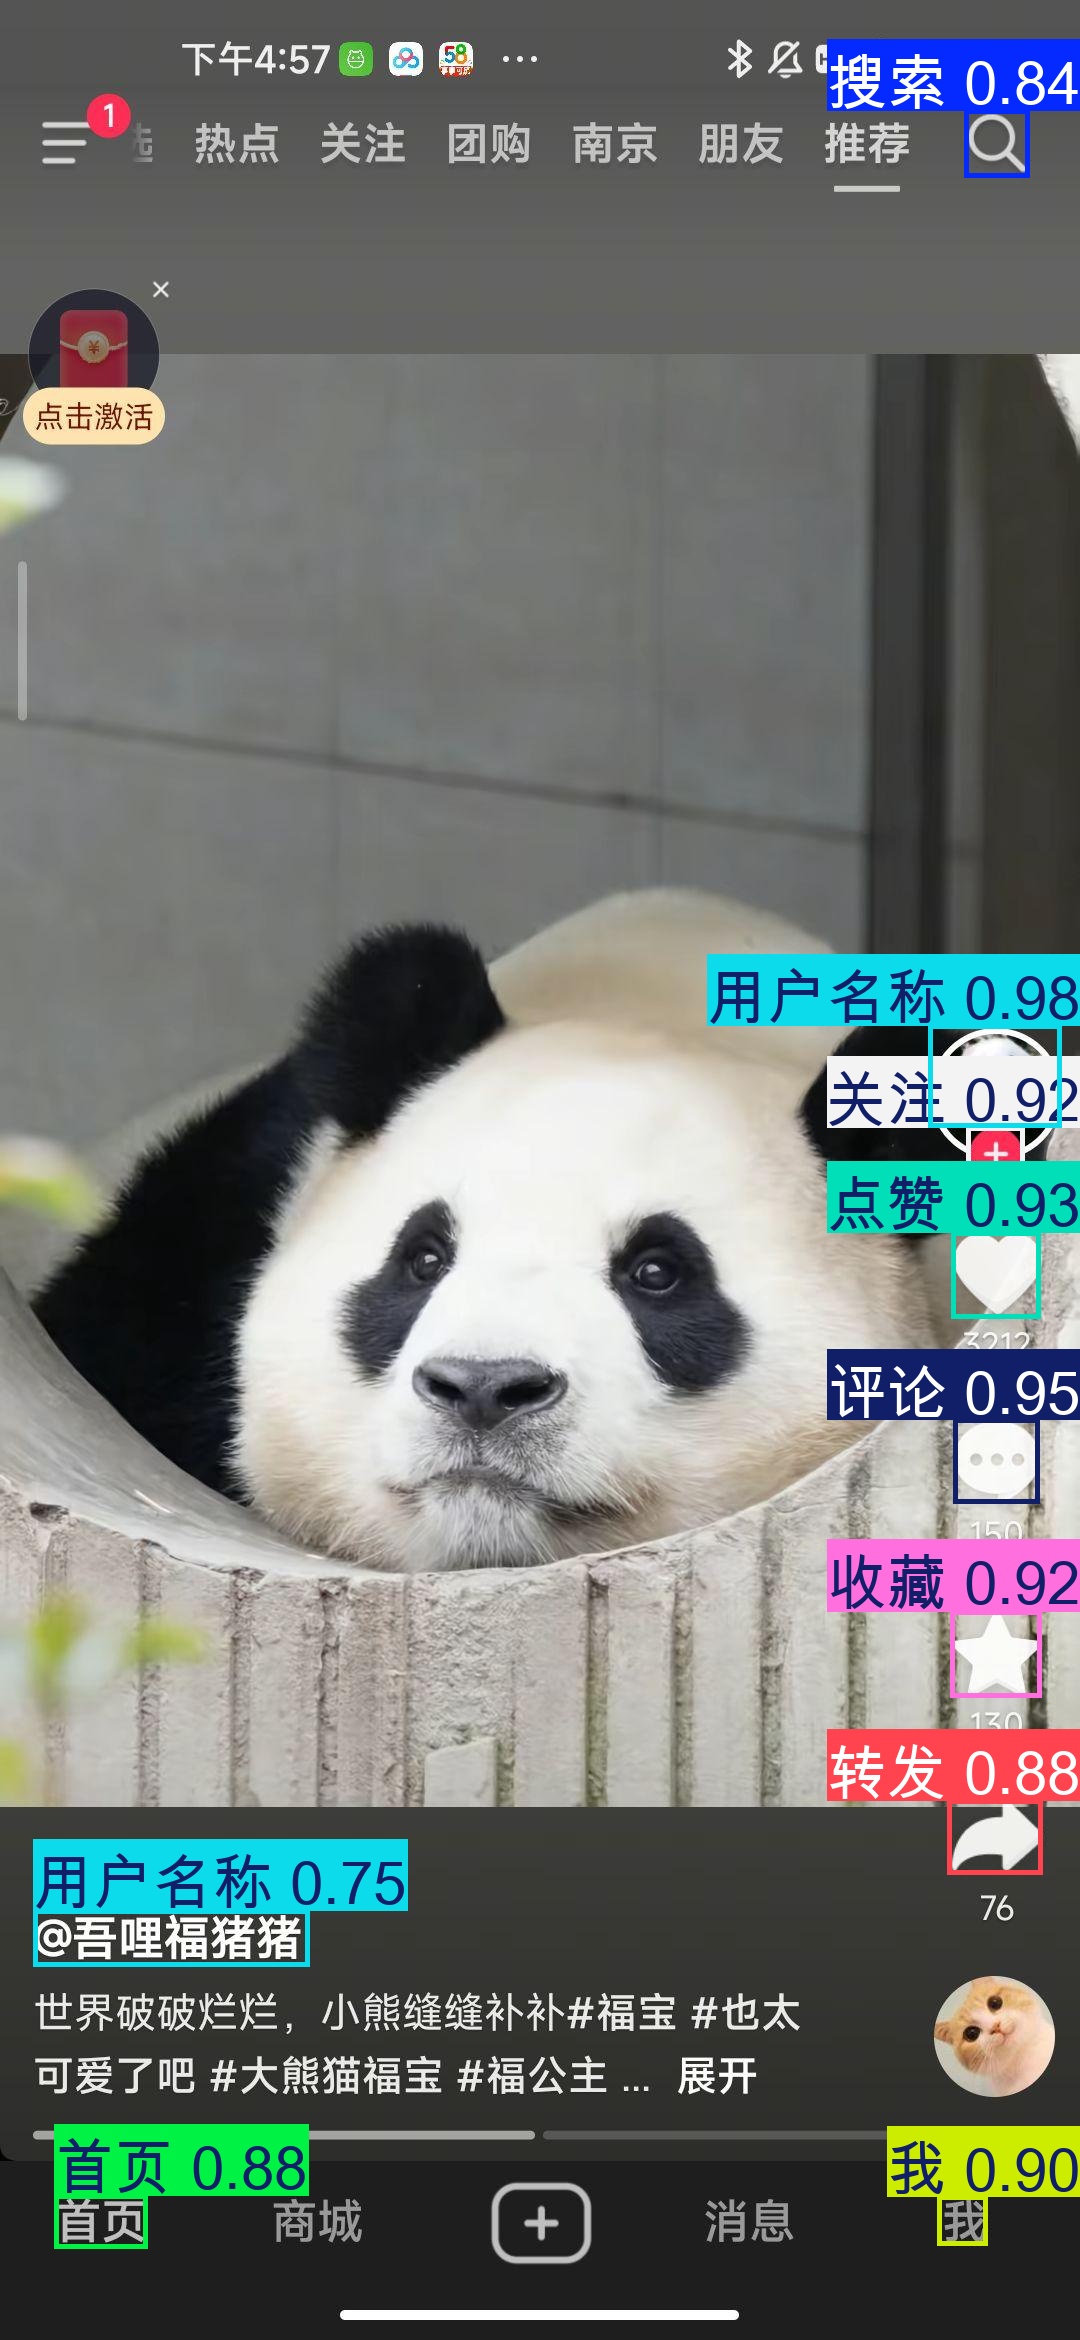 下午4:57
58
...
搜索 0.84
1
热点 关注 团购 南京 朋友 推荐
点击激活
用户名称 0.98
关注 0.92
点赞 0.93
3212
评论 0.95
150
收藏 0.92
130
转发 0.88
76
用户名称 0.75
@吾哩福猪猪
世界破破烂烂，小熊缝缝补补#福宝 #也太
可爱了吧 #大熊猫福宝 #福公主 ... 展开
首页 0.88
我 0.90
首页 商城 消息 我